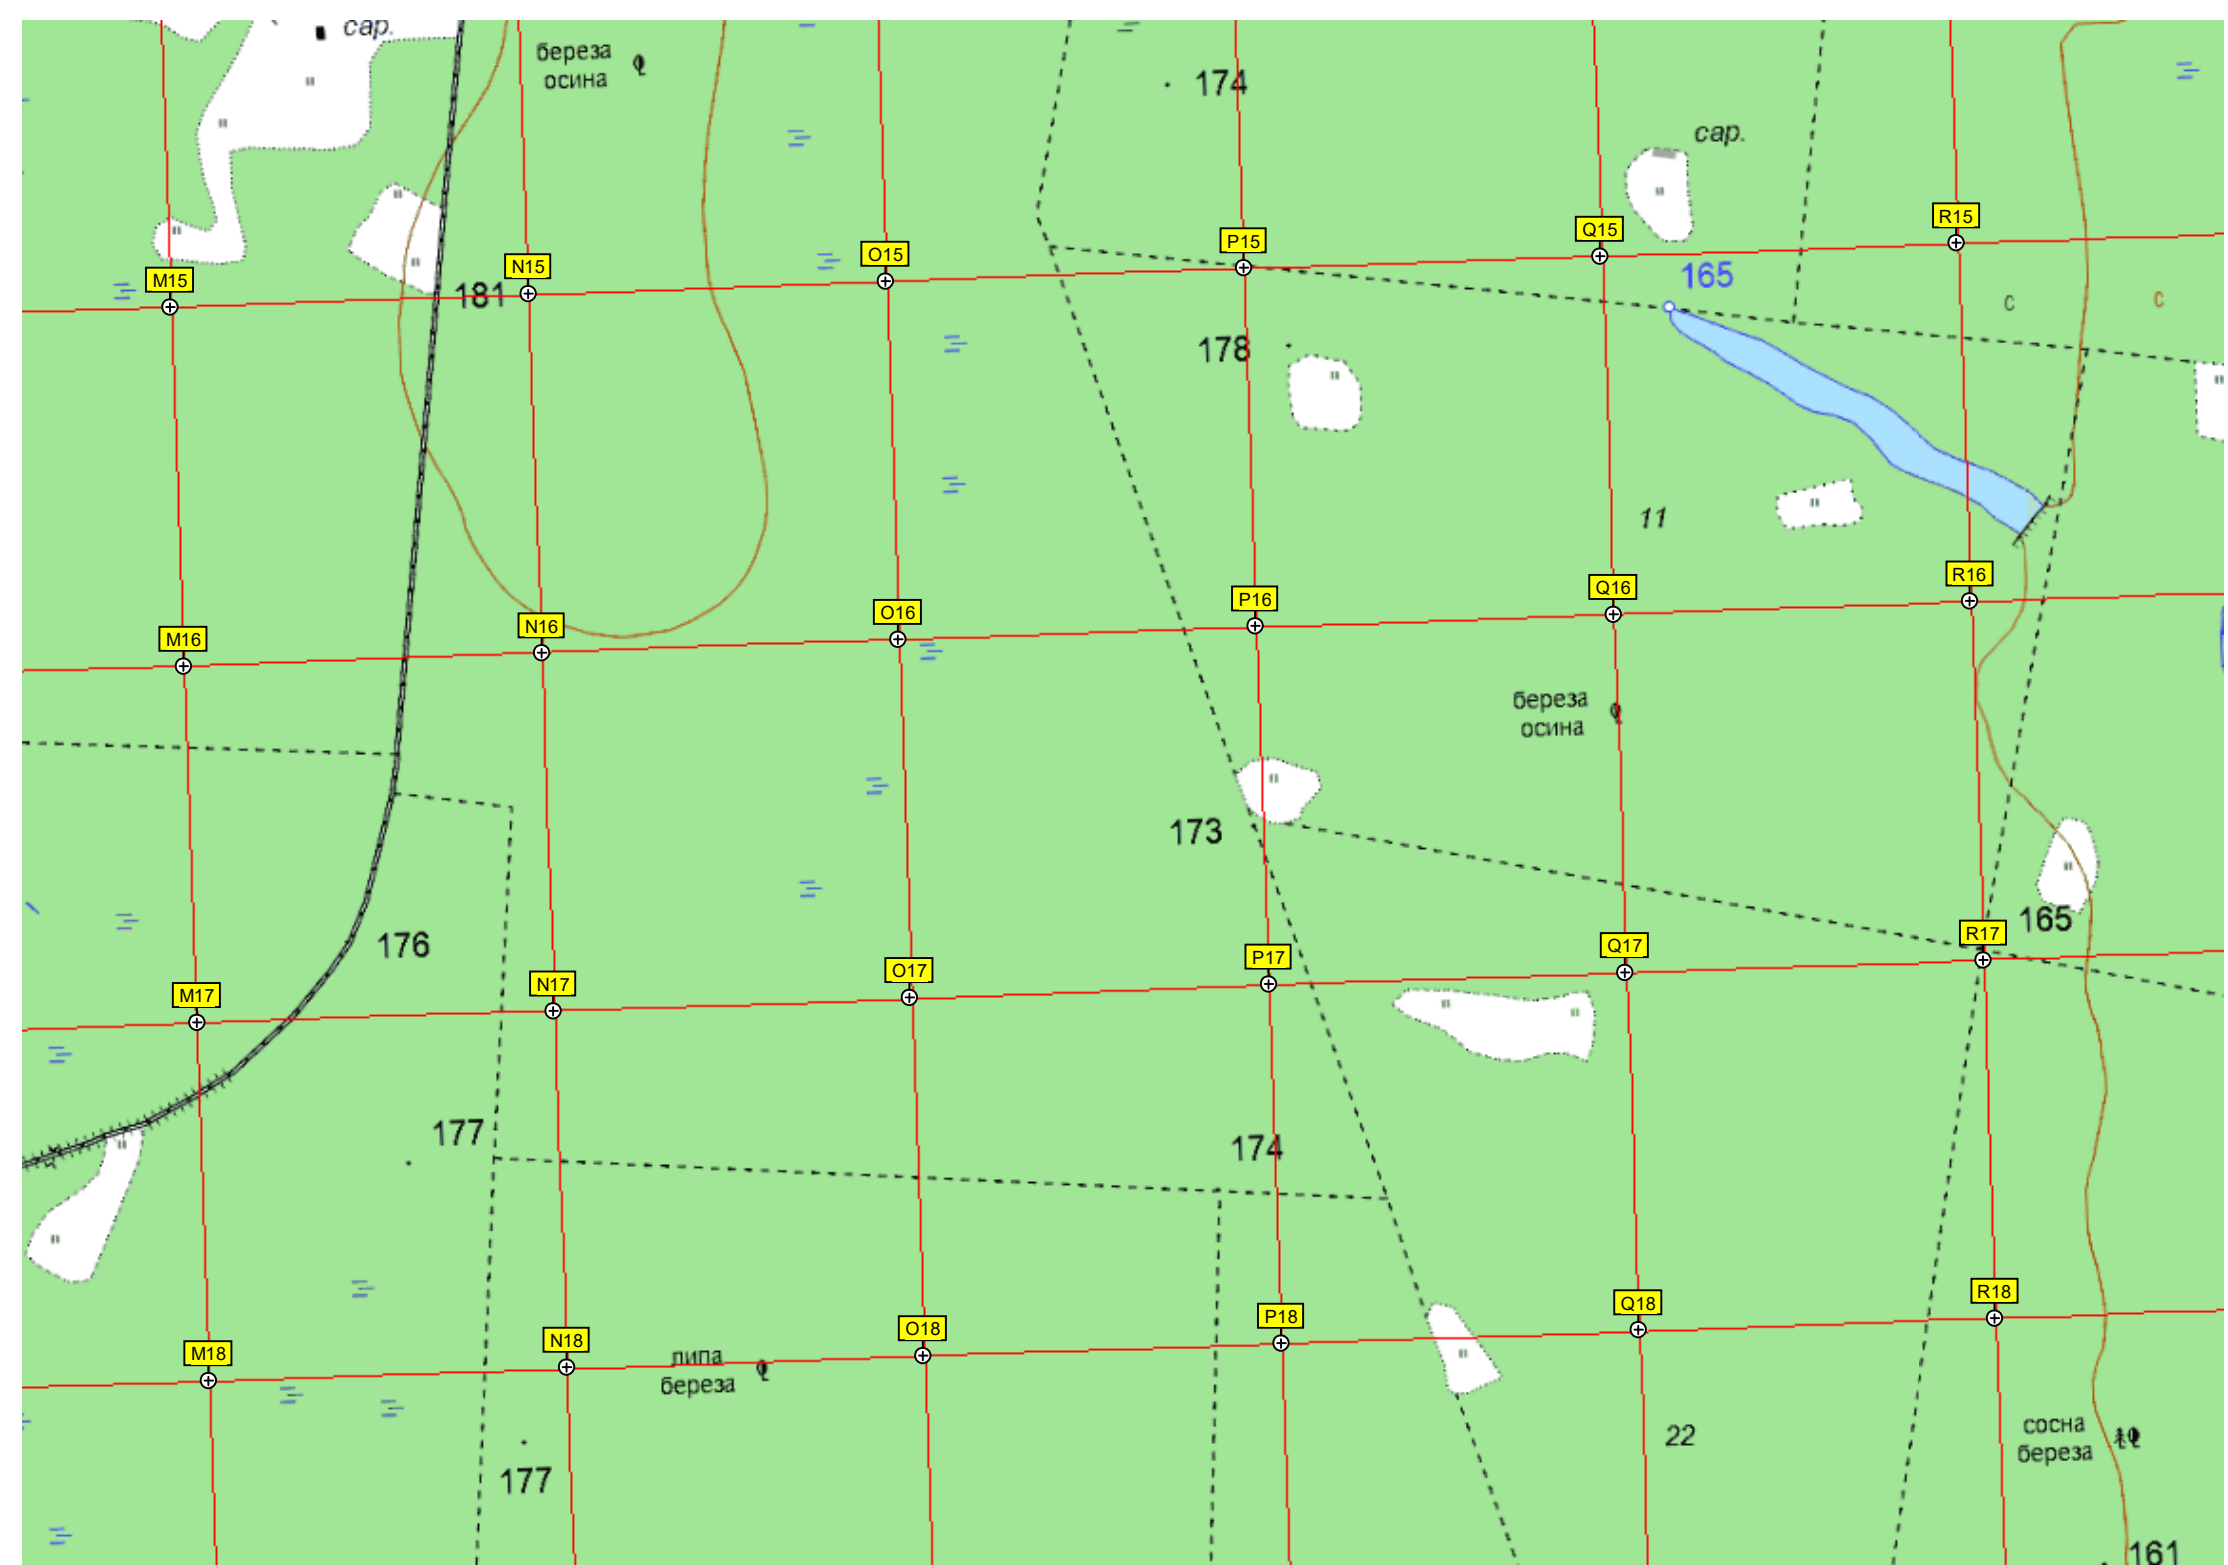 сар.
береза
осина
174
сар.
R15
Q15
P15
O15
N15
M15
165
181
с
с
178
11
R16
Q16
P16
O16
N16
M16
береза
осина
173
165
176
R17
Q17
P17
O17
N17
M17
177
174
R18
Q18
P18
O18
N18
M18
липа
береза
22
сосна
береза
177
161